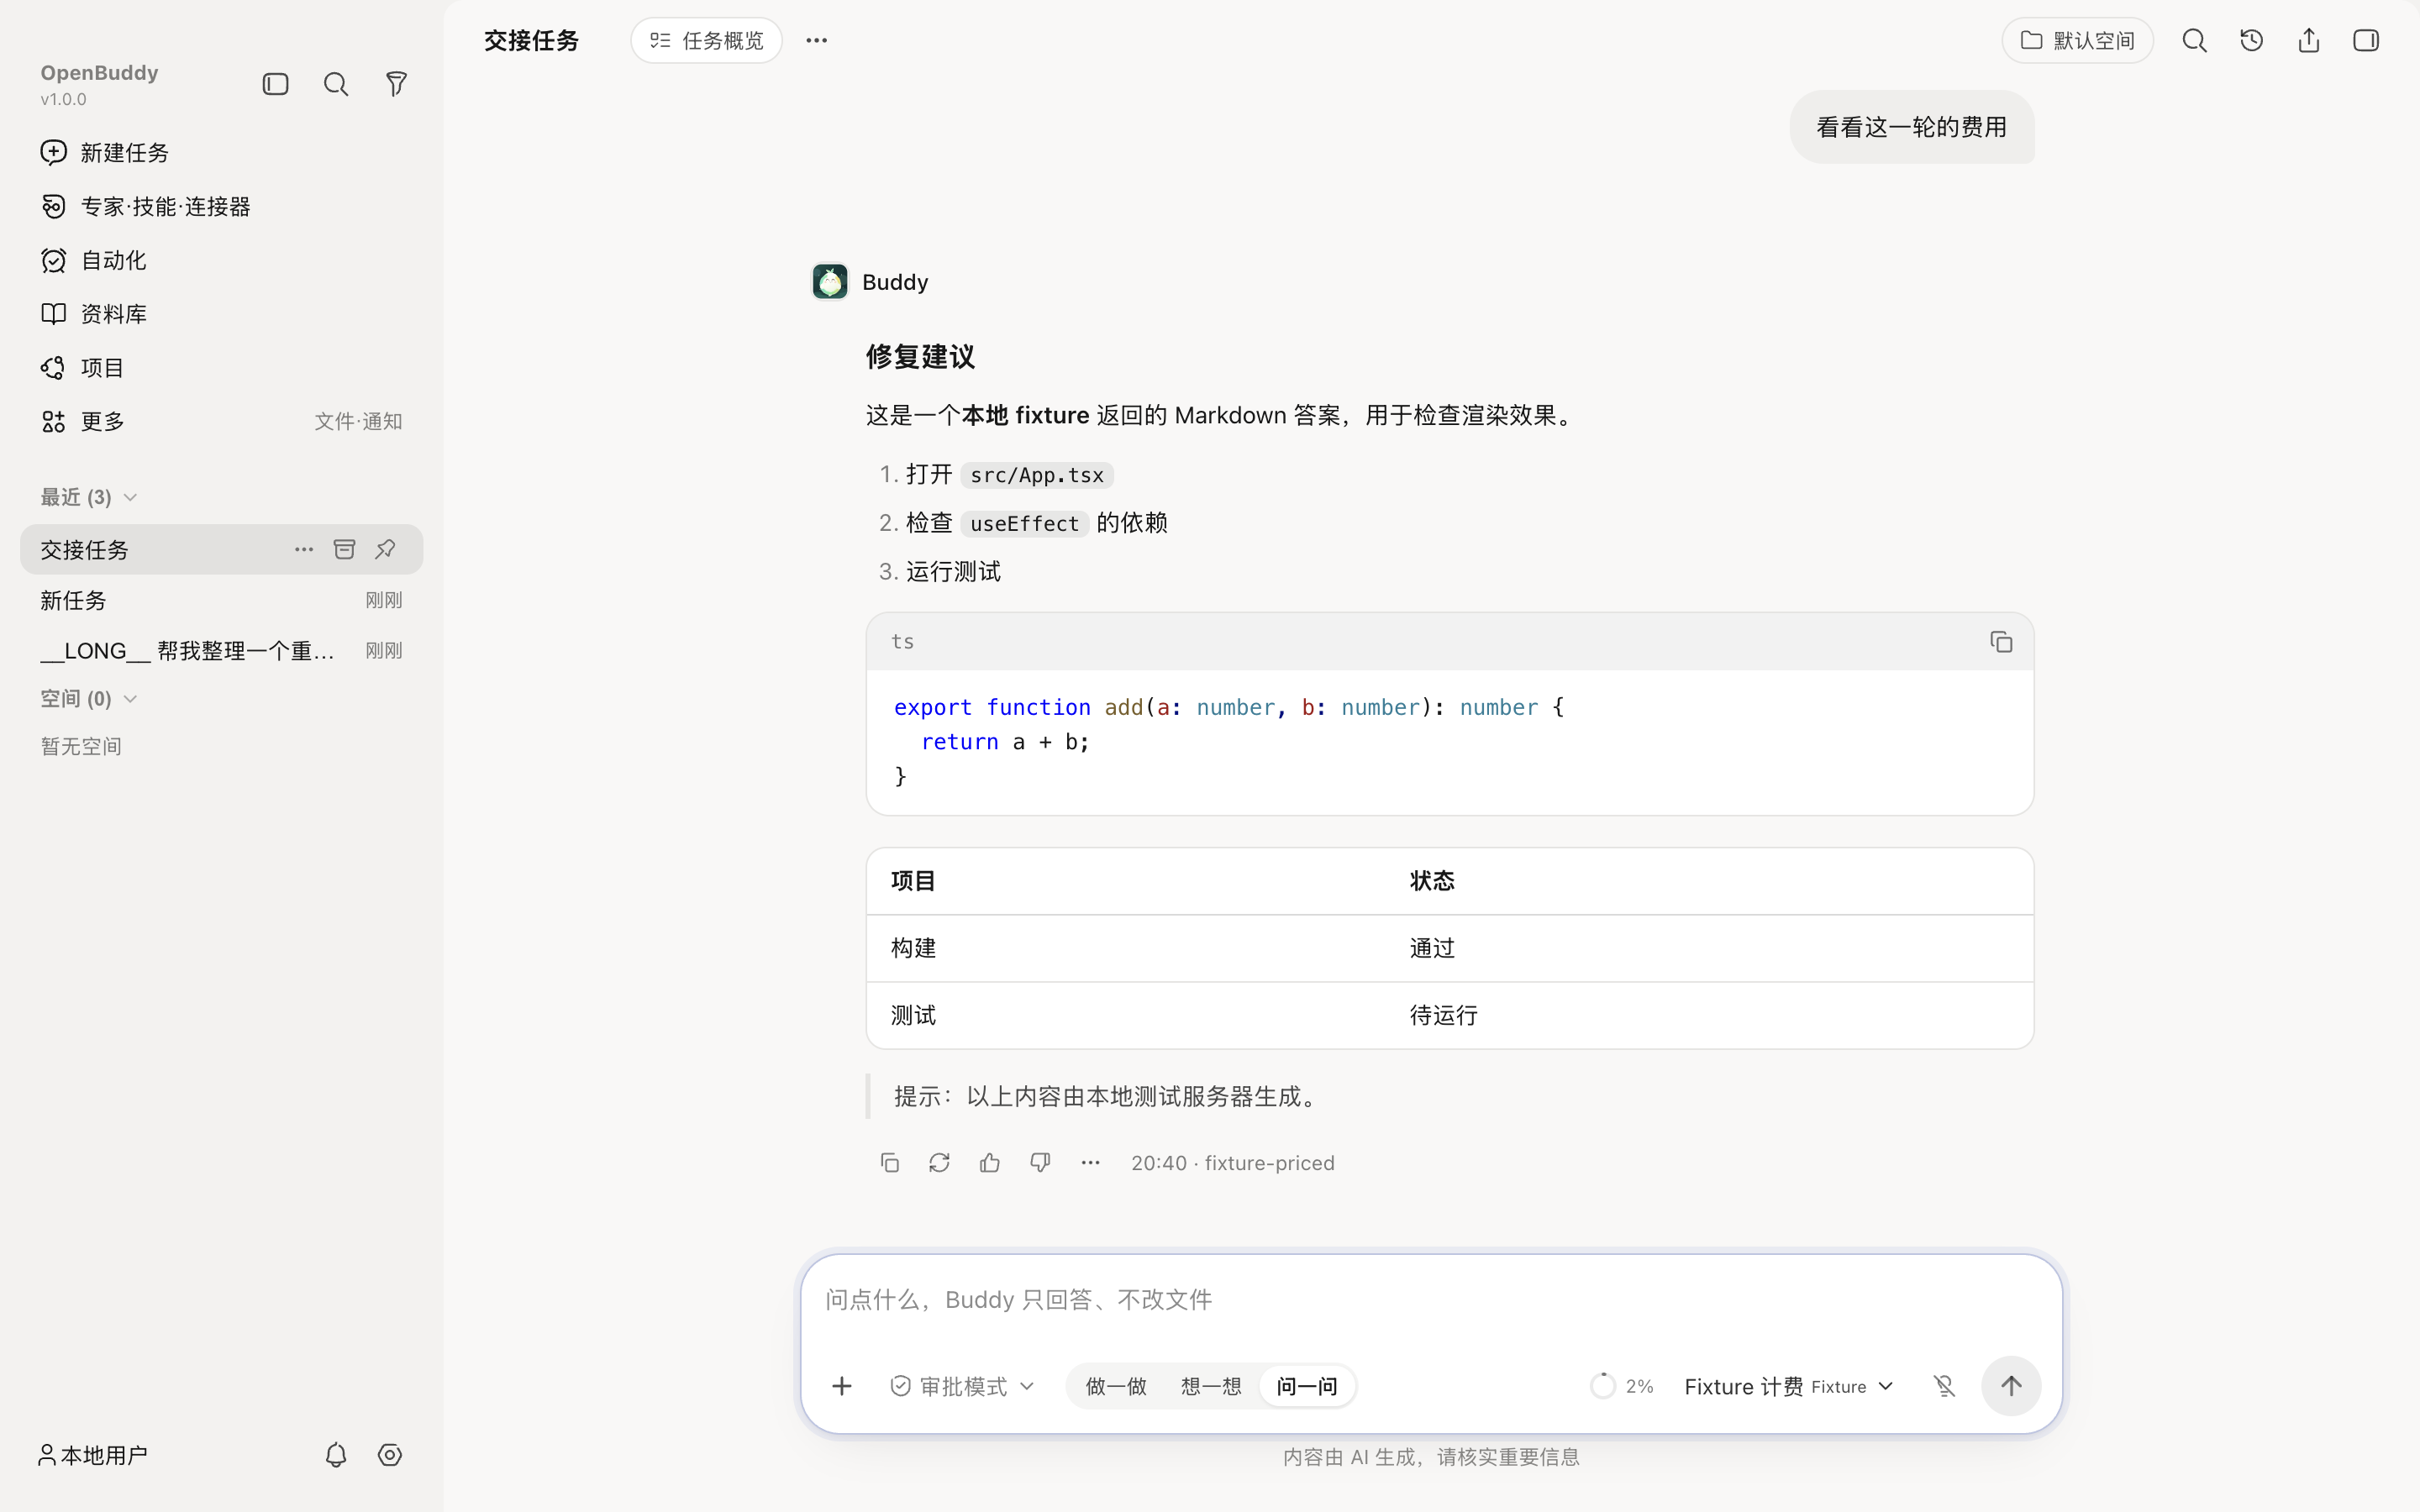 OpenBuddy
v1.0.0
新建任务
专家·技能·连接器
自动化
资料库
项目
更多 文件·通知
最近 (3)
交接任务
新任务 刚刚
__LONG__ 帮我整理一个重… 刚刚
空间 (0)
暂无空间
本地用户
交接任务 任务概览 默认空间
看看这一轮的费用
Buddy
修复建议
这是一个本地 fixture 返回的 Markdown 答案，用于检查渲染效果。
1. 打开 src/App.tsx
2. 检查 useEffect 的依赖
3. 运行测试
ts
export function add(a: number, b: number): number {
  return a + b;
}
项目 状态
构建 通过
测试 待运行
提示：以上内容由本地测试服务器生成。
20:40 · fixture-priced
问点什么，Buddy 只回答、不改文件
审批模式 做一做 想一想 问一问 2% Fixture 计费 Fixture
内容由 AI 生成，请核实重要信息